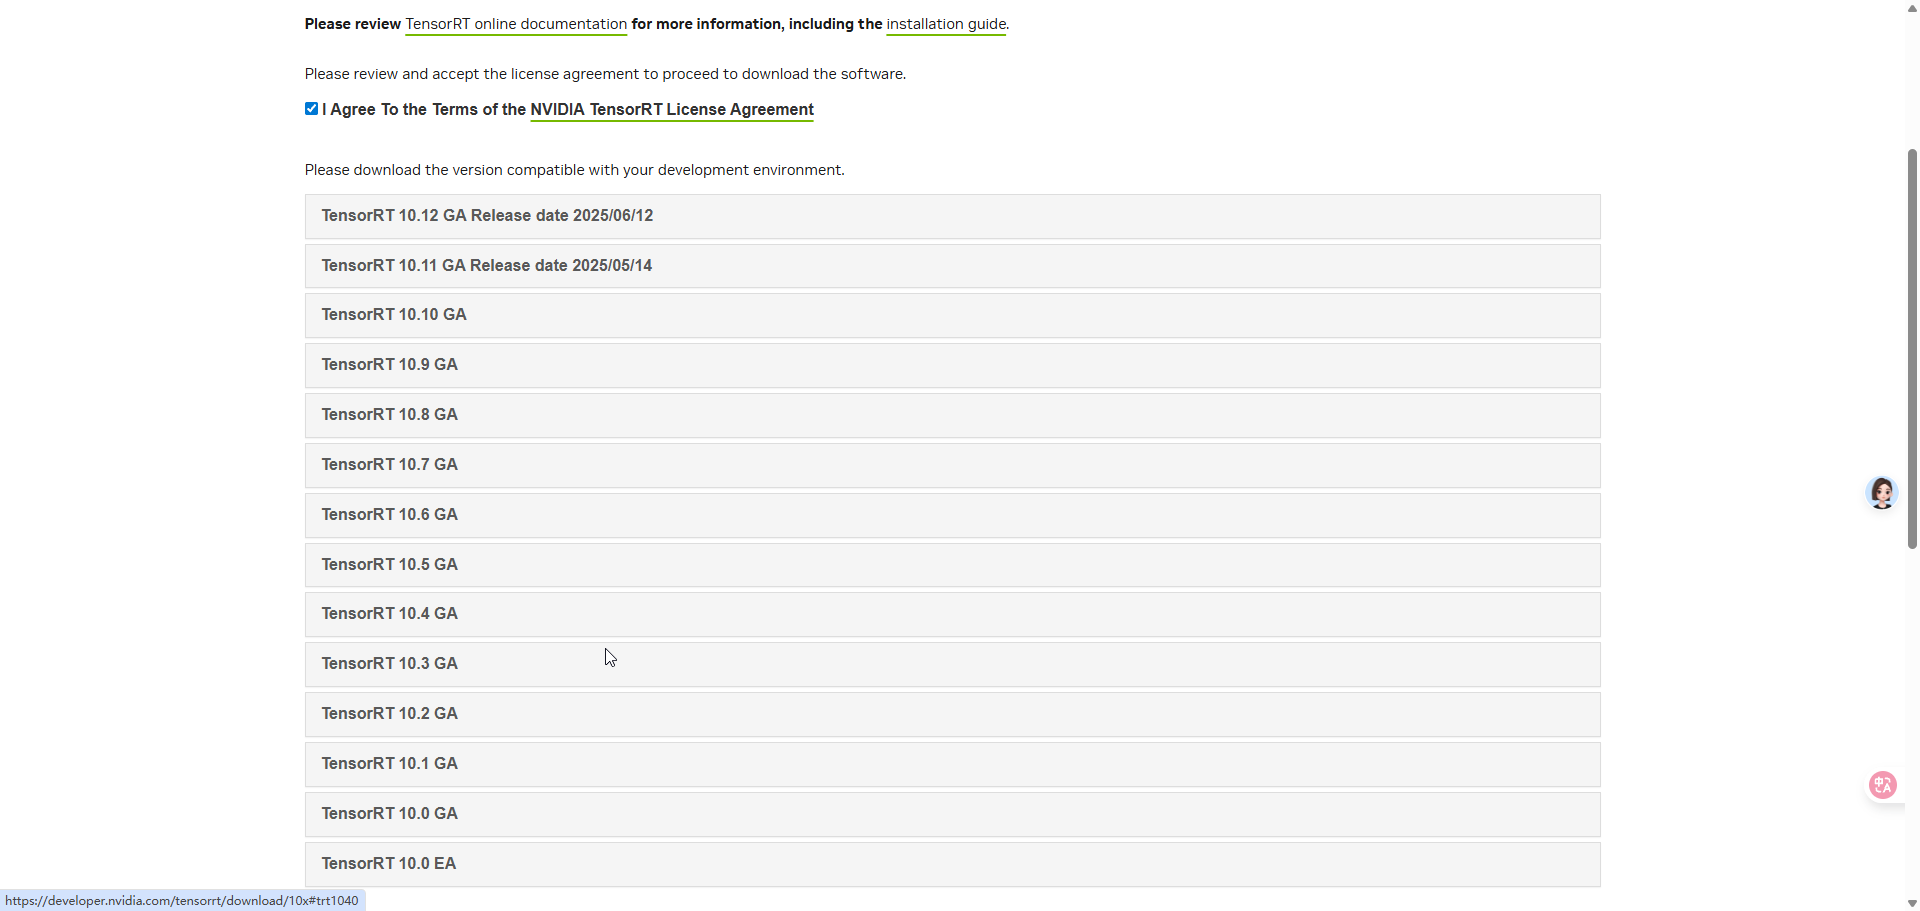 Please review TensorRT online documentation for more information, including the installation guide.
Please review and accept the license agreement to proceed to download the software.
I Agree To the Terms of the NVIDIA TensorRT License Agreement
Please download the version compatible with your development environment.
TensorRT 10.12 GA Release date 2025/06/12
TensorRT 10.11 GA Release date 2025/05/14
TensorRT 10.10 GA
TensorRT 10.9 GA
TensorRT 10.8 GA
TensorRT 10.7 GA
TensorRT 10.6 GA
TensorRT 10.5 GA
TensorRT 10.4 GA
TensorRT 10.3 GA
TensorRT 10.2 GA
TensorRT 10.1 GA
TensorRT 10.0 GA
TensorRT 10.0 EA
https://developer.nvidia.com/tensorrt/download/10x#trt1040